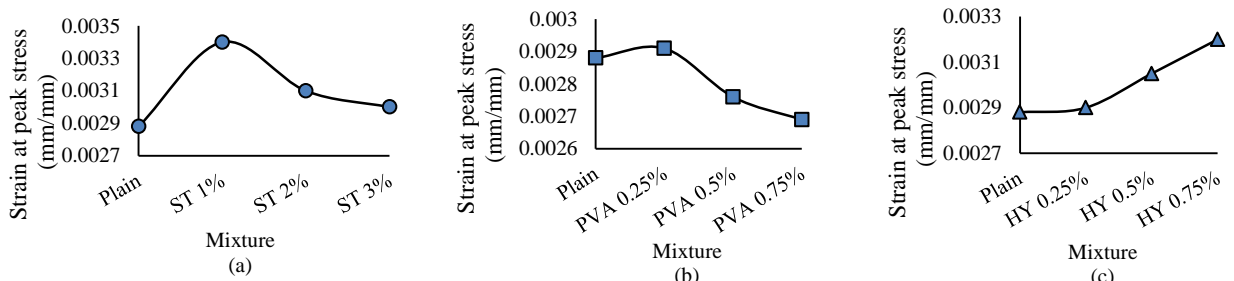 Strain at peak stress
(mm/mm)
0.0035
0.0033
0.0031
0.0029
0.0027
Plain
ST 1%
ST 2%
ST 3%
Mixture
(a)
Strain at peak stress
(mm/mm)
0.003
0.0029
0.0028
0.0027
0.0026
Plain
PVA 0.25%
PVA 0.5%
PVA 0.75%
Mixture
(b)
Strain at peak stress
(mm/mm)
0.0033
0.0031
0.0029
0.0027
Plain
HY 0.25%
HY 0.5%
HY 0.75%
Mixture
(c)